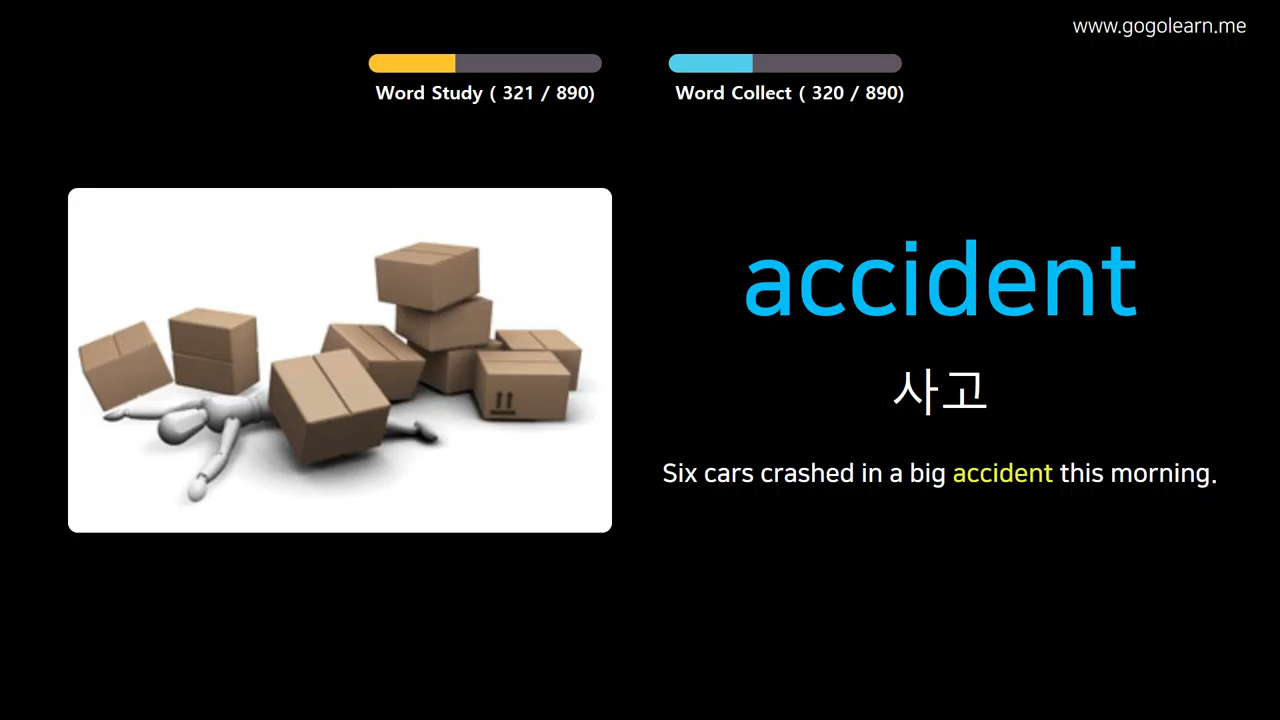 www.gogolearn.me
Word Study ( 321 / 890)
Word Collect ( 320 / 890)
accident
사고
Six cars crashed in a big accident this morning.